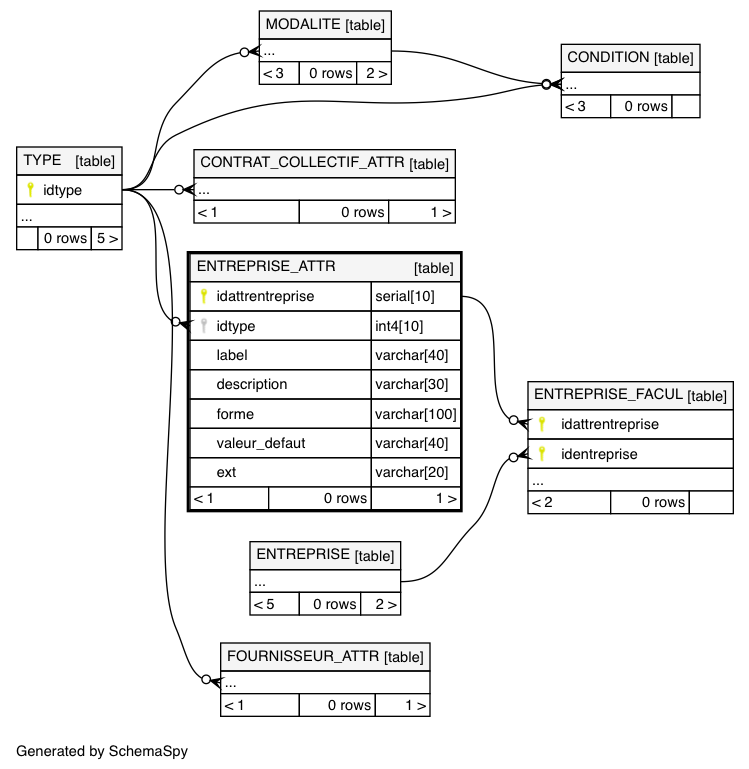 MODALITE [table]
...
< 3 0 rows 2 >
CONDITION [table]
...
< 3 0 rows
TYPE [table]
idtype
...
0 rows 5 >
CONTRAT_COLLECTIF_ATTR [table]
...
< 1 0 rows 1 >
ENTREPRISE_ATTR [table]
idattrentreprise serial[10]
idtype int4[10]
label varchar[40]
description varchar[30]
forme varchar[100]
valeur_defaut varchar[40]
ext varchar[20]
< 1 0 rows 1 >
ENTREPRISE_FACUL [table]
idattrentreprise
identreprise
...
< 2 0 rows
ENTREPRISE [table]
...
< 5 0 rows 2 >
FOURNISSEUR_ATTR [table]
...
< 1 0 rows 1 >
Generated by SchemaSpy